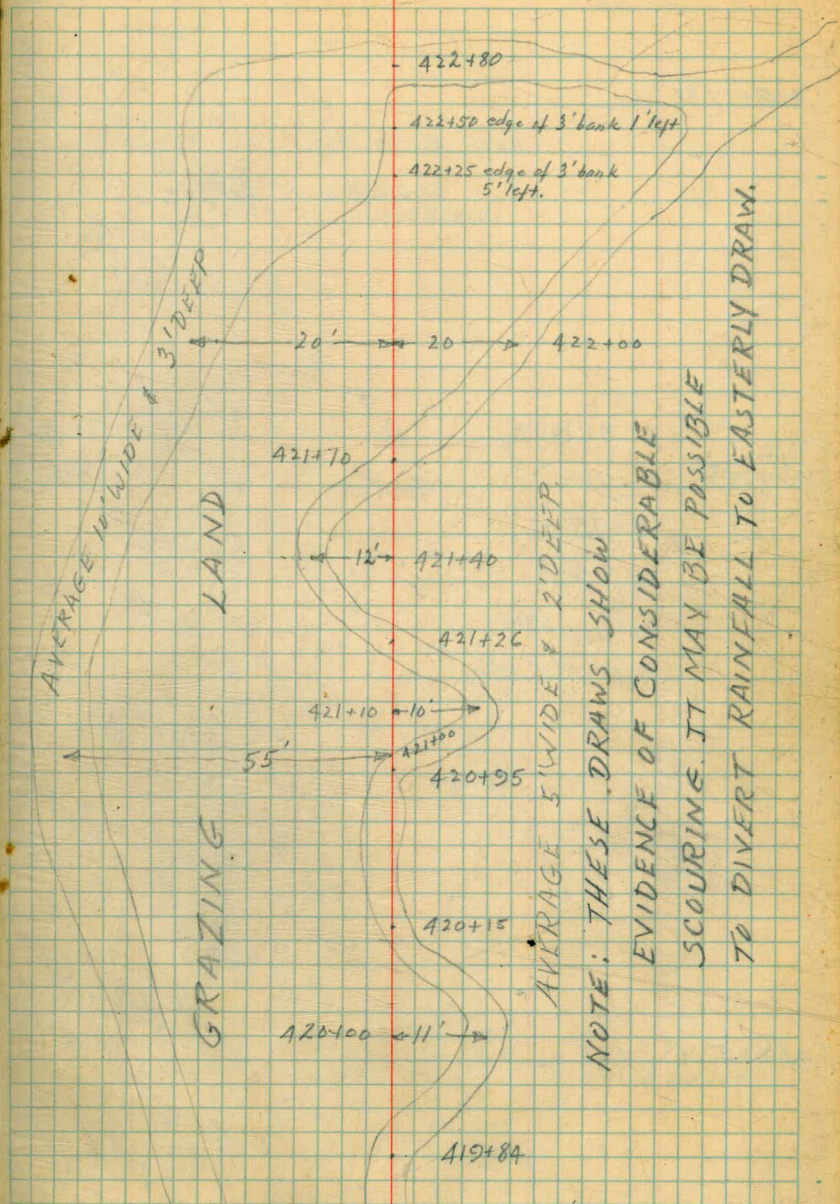 422+80
422+50 edge of 3' bank 1' left
422+25 edge of 3' bank
5' left.
20' 20 422+00
421+70
12' 421+40
421+26
421+10 10'
421+00
55'
420+95
420+15
420+00 11'
419+84
AVERAGE 10' WIDE & 3' DEEP
GRAZING LAND
AVERAGE 5' WIDE & 2' DEEP.
NOTE: THESE DRAWS SHOW
EVIDENCE OF CONSIDERABLE
SCOURING. IT MAY BE POSSIBLE
TO DIVERT RAINFALL TO EASTERLY DRAW.